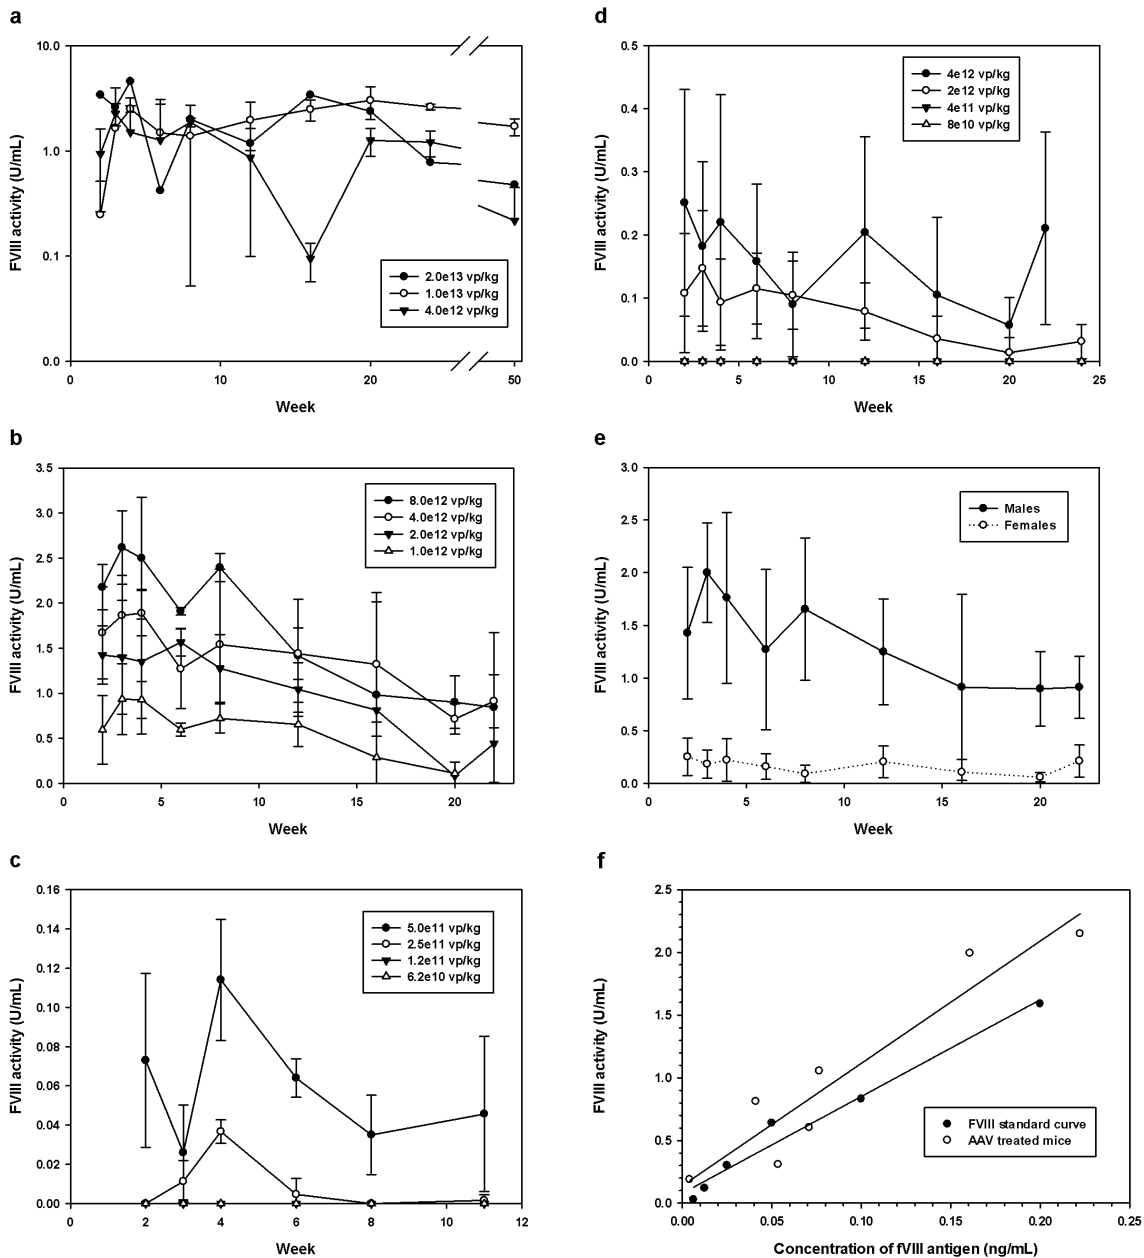 a
10.0
1.0
0.1
0.0
FVIII activity (U/mL)
2.0e13 vp/kg
1.0e13 vp/kg
4.0e12 vp/kg
0
10
20
50
Week
d
0.5
0.4
0.3
0.2
0.1
0.0
FVIII activity (U/mL)
4e12 vp/kg
2e12 vp/kg
4e11 vp/kg
8e10 vp/kg
0
5
10
15
20
25
Week
b
3.5
3.0
2.5
2.0
1.5
1.0
0.5
0.0
FVIII activity (U/mL)
8.0e12 vp/kg
4.0e12 vp/kg
2.0e12 vp/kg
1.0e12 vp/kg
0
5
10
15
20
Week
e
3.0
2.5
2.0
1.5
1.0
0.5
0.0
FVIII activity (U/mL)
Males
Females
0
5
10
15
20
Week
c
0.16
0.14
0.12
0.10
0.08
0.06
0.04
0.02
0.00
FVIII activity (U/mL)
5.0e11 vp/kg
2.5e11 vp/kg
1.2e11 vp/kg
6.2e10 vp/kg
0
2
4
6
8
10
12
Week
f
2.5
2.0
1.5
1.0
0.5
0.0
FVIII activity (U/mL)
FVIII standard curve
AAV treated mice
0.00
0.05
0.10
0.15
0.20
0.25
Concentration of fVIII antigen (ng/mL)